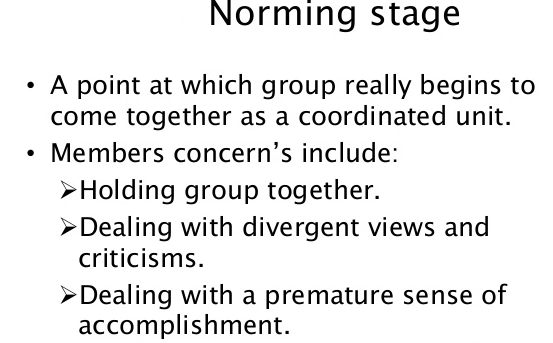 Norming stage
• A point at which group really begins to
come together as a coordinated unit.
• Members concern’s include:
➢Holding group together.
➢Dealing with divergent views and
criticisms.
➢Dealing with a premature sense of
accomplishment.